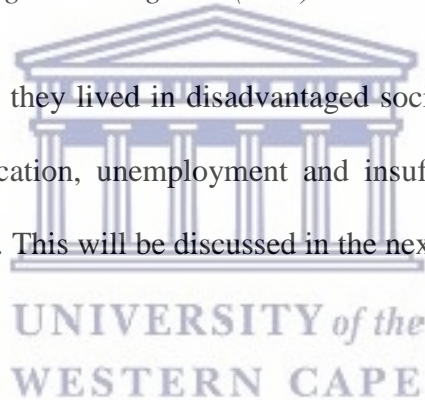 they lived in disadvantaged soci
cation, unemployment and insuf
. This will be discussed in the nex
UNIVERSITY of the
WESTERN CAPE